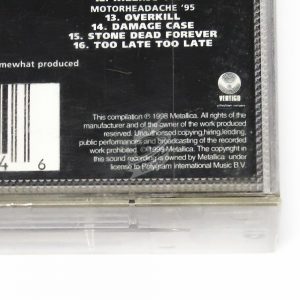 MOTORHEADACHE '95
13. OVERKILL
14. DAMAGE CASE
15. STONE DEAD FOREVER
16. TOO LATE TOO LATE
omewhat produced
VERTIGO
4 6
This compilation ℗ 1998 Metallica. All rights of the
manufacturer and of the owner of the work produced
reserved. Unauthorised copying, hiring, lending,
public performances and broadcasting of the recorded
work prohibited. ©1998 Metallica. The copyright in
this sound recording is owned by Metallica under
license to Polygram International Music B.V.